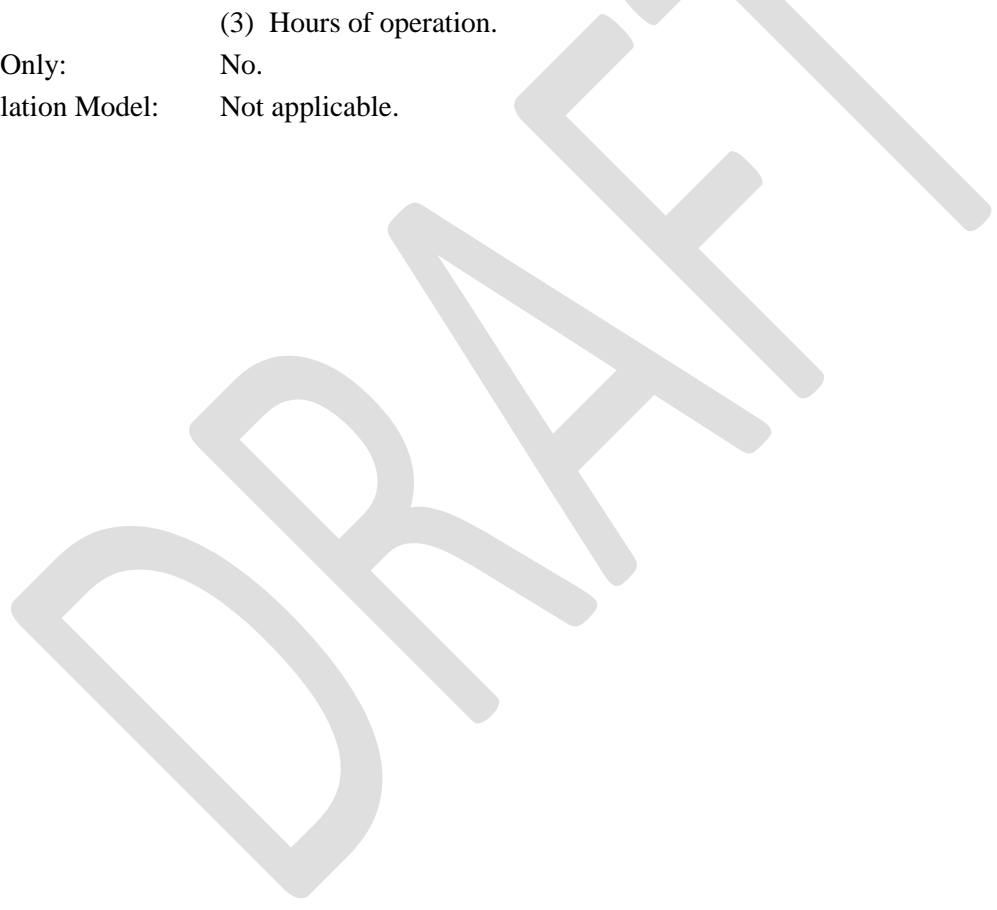 (3) Hours of operation.
Only: No.
lation Model: Not applicable.
DRAFT